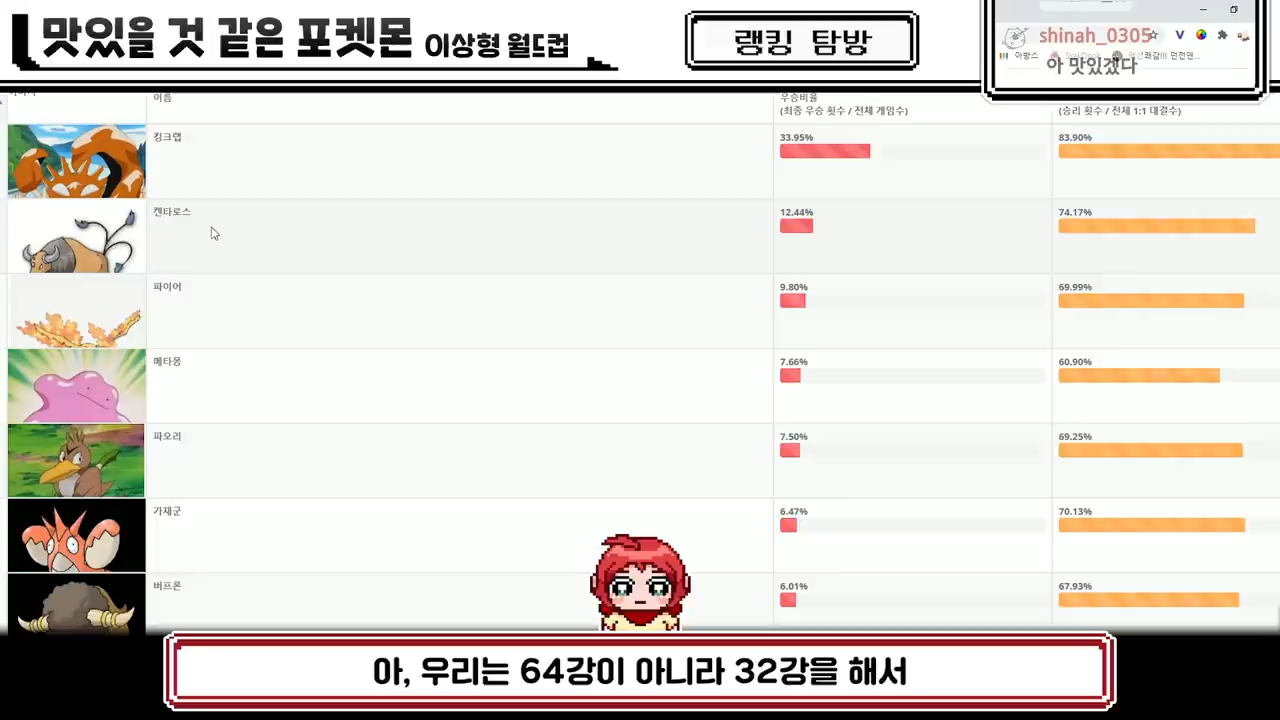 맛있을 것 같은 포켓몬 이상형 월드컵
랭킹 탐방
shinah_0305
아 맛있겠다
아방스
이름
우승비율
(최종 우승 횟수 / 전체 게임수)
(승리 횟수 / 전체 1:1 대결수)
킹크랩
33.95%
83.90%
켄타로스
12.44%
74.17%
파이어
9.80%
69.99%
메타몽
7.66%
60.90%
파오리
7.50%
69.25%
가재군
6.47%
70.13%
버프론
6.01%
67.93%
아, 우리는 64강이 아니라 32강을 해서